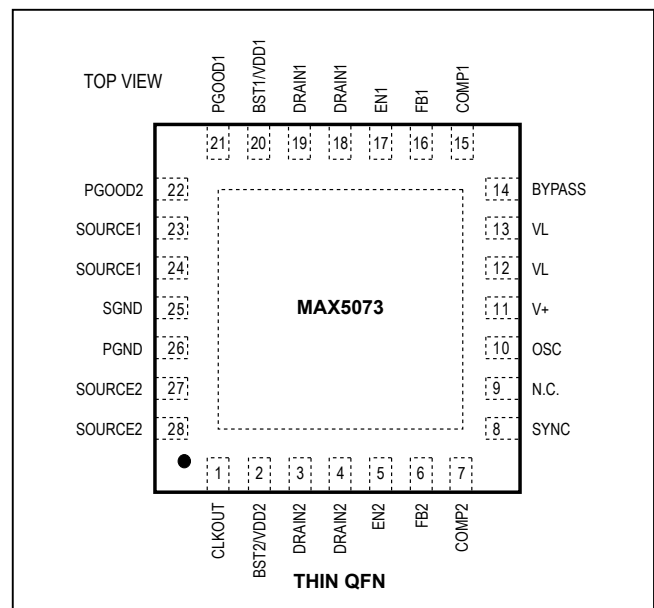 TOP VIEW
PGOOD1
BST1/VDD1
DRAIN1
DRAIN1
EN1
FB1
COMP1
21
20
19
18
17
16
15
PGOOD2 22
14 BYPASS
SOURCE1 23
13 VL
SOURCE1 24
12 VL
SGND 25
MAX5073
11 V+
PGND 26
10 OSC
SOURCE2 27
9 N.C.
SOURCE2 28
8 SYNC
1
2
3
4
5
6
7
CLKOUT
BST2/VDD2
DRAIN2
DRAIN2
EN2
FB2
COMP2
THIN QFN